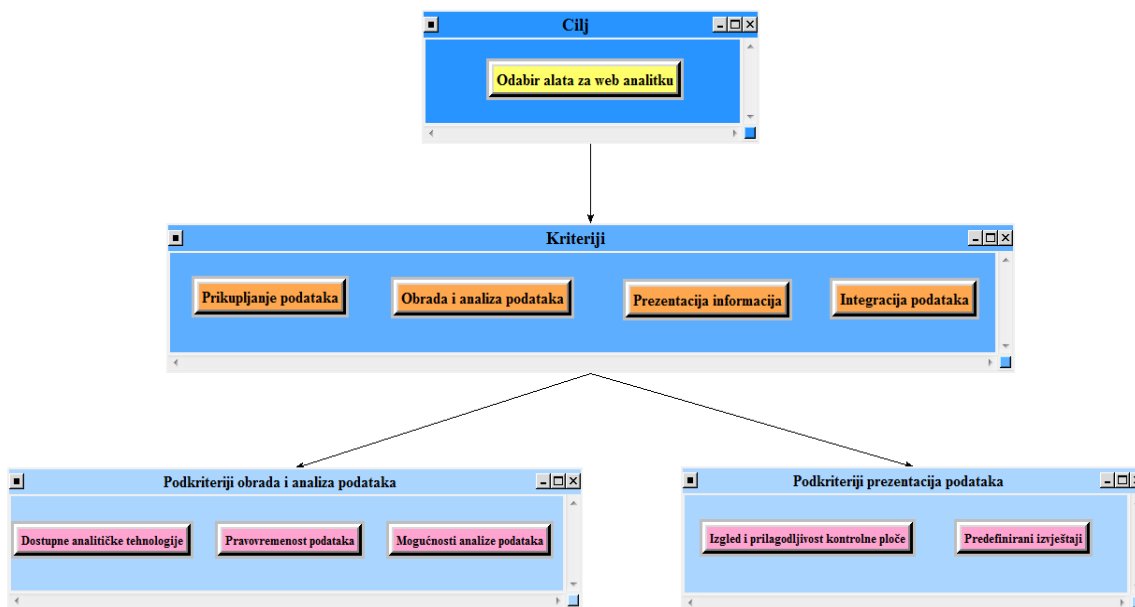 Cilj
Odabir alata za web analitku
Kriteriji
Prikupljanje podataka
Obrada i analiza podataka
Prezentacija informacija
Integracija podataka
Podkriteriji obrada i analiza podataka
Dostupne analitičke tehnologije
Pravovremenost podataka
Mogućnosti analize podataka
Podkriteriji prezentacija podataka
Izgled i prilagodljivost kontrolne ploče
Predefinirani izvještaji